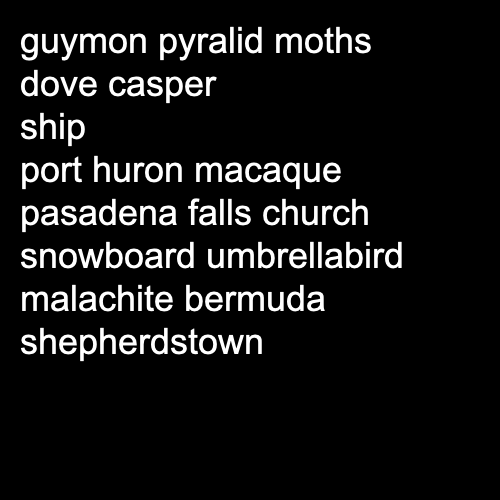 guymon pyralid moths
dove casper
ship
port huron macaque
pasadena falls church
snowboard umbrellabird
malachite bermuda
shepherdstown